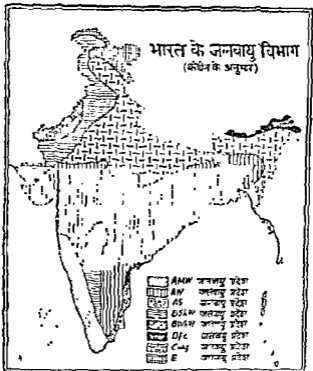 भारत के जलवायु विभाग
(कोपेन के अनुसार)
AMW जलवायु प्रदेश
AW जलवायु प्रदेश
AS जलवायु प्रदेश
BShW जलवायु प्रदेश
जलवायु प्रदेश
Dfc जलवायु प्रदेश
Cwg जलवायु प्रदेश
E जलवायु प्रदेश